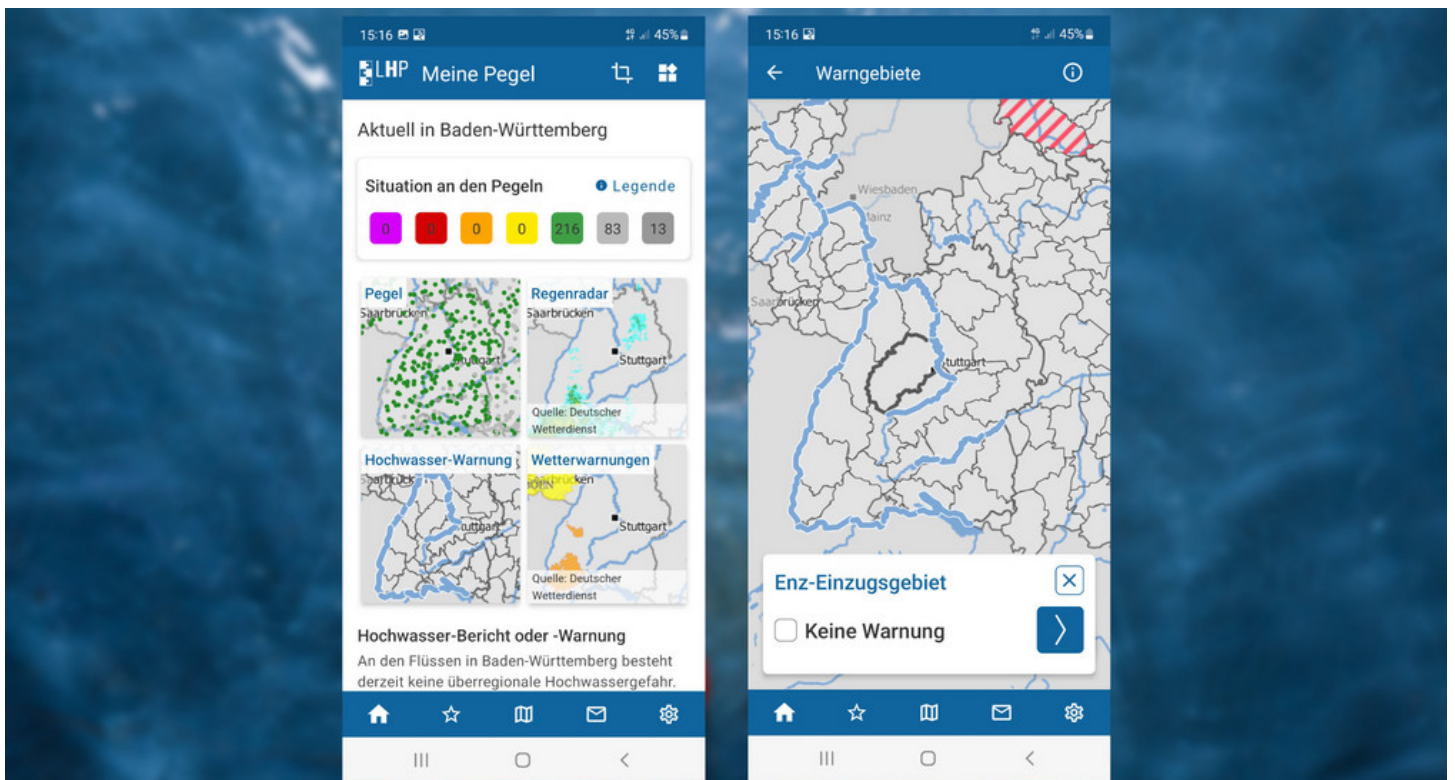 15:16
45%
LHP Meine Pegel
Aktuell in Baden-Württemberg
Situation an den Pegeln
Legende
0 0 0 0 216 83 13
Pegel
Saarbrücken
Stuttgart
Regenradar
Saarbrücken
Stuttgart
Quelle: Deutscher
Wetterdienst
Hochwasser-Warnung
Wetterwarnungen
Stuttgart
Quelle: Deutscher
Wetterdienst
Hochwasser-Bericht oder -Warnung
An den Flüssen in Baden-Württemberg besteht
derzeit keine überregionale Hochwassergefahr.
15:16
45%
Warngebiete
Wiesbaden
Saarbrücken
Enz-Einzugsgebiet
Keine Warnung